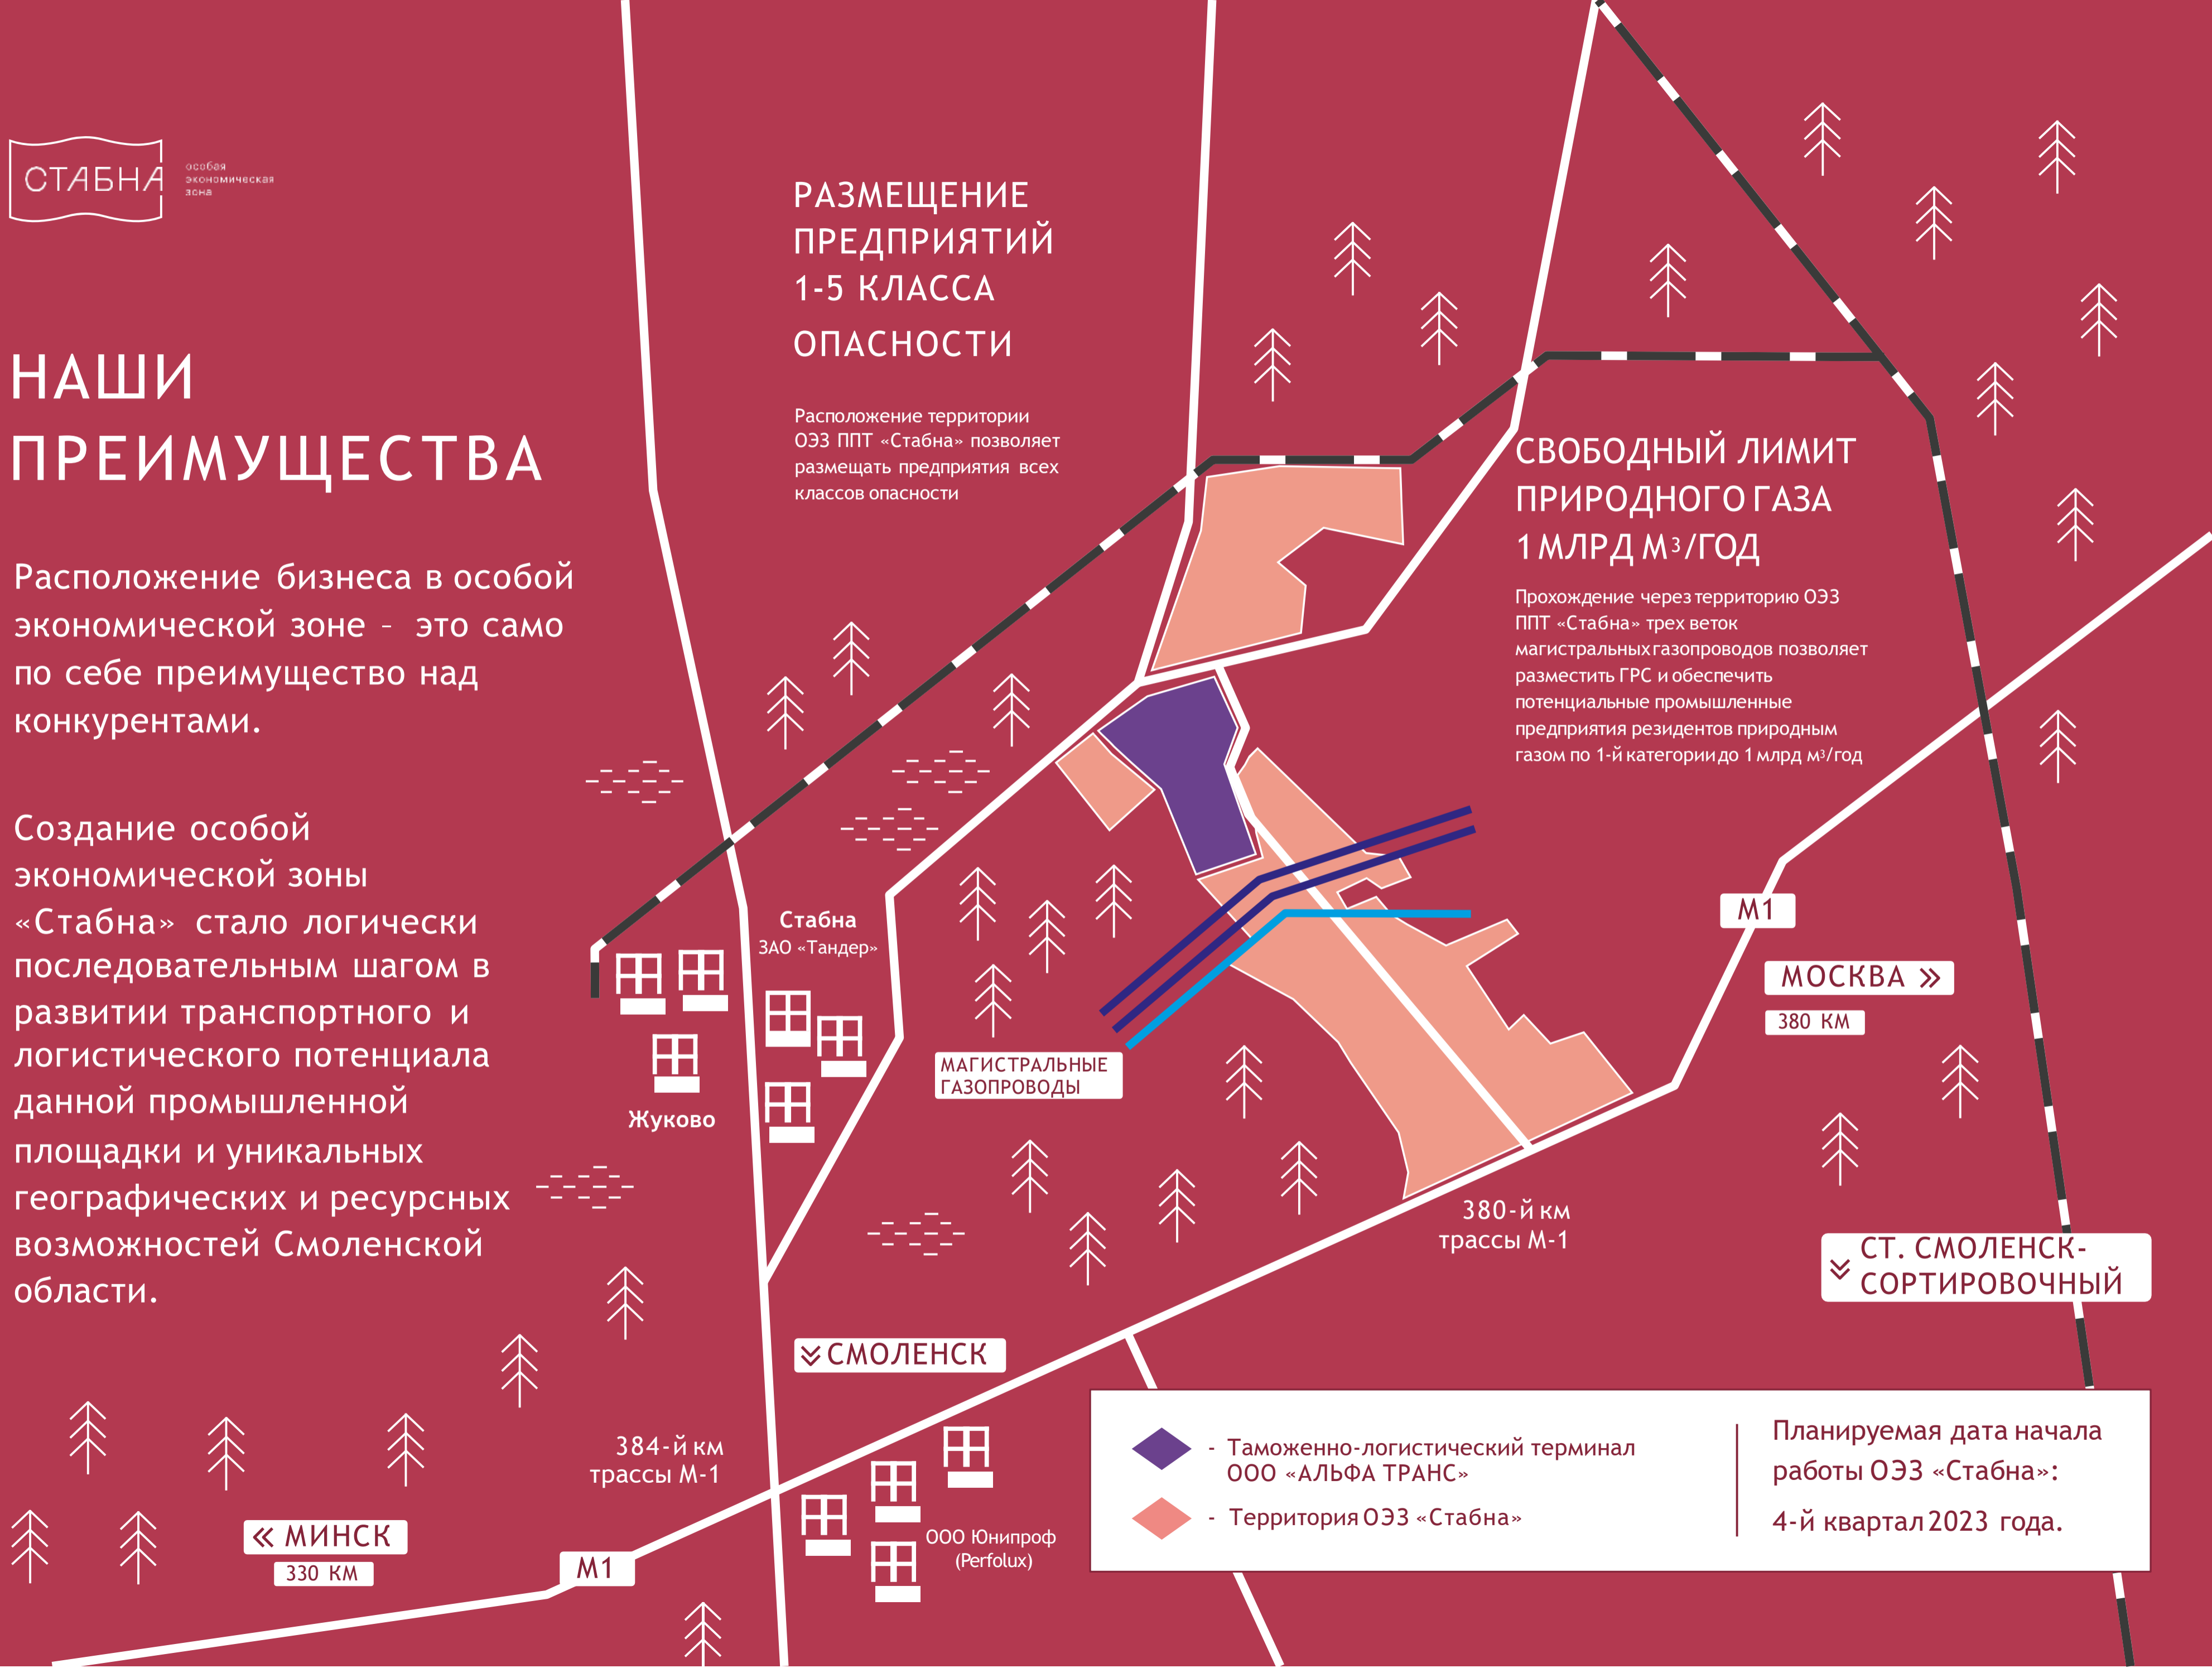 СТАБНА
особая
экономическая
зона
НАШИ
ПРЕИМУЩЕСТВА
Расположение бизнеса в особой
экономической зоне - это само
по себе преимущество над
конкурентами.
Создание особой
экономической зоны
«Стабна» стало логически
последовательным шагом в
развитии транспортного и
логистического потенциала
данной промышленной
площадки и уникальных
географических и ресурсных
возможностей Смоленской
области.
РАЗМЕЩЕНИЕ
ПРЕДПРИЯТИЙ
1-5 КЛАССА
ОПАСНОСТИ
Расположение территории
ОЭЗ ППТ «Стабна» позволяет
размещать предприятия всех
классов опасности
СВОБОДНЫЙ ЛИМИТ
ПРИРОДНОГО ГАЗА
1 МЛРД М3/ГОД
Прохождение через территорию ОЭЗ
ППТ «Стабна» трех веток
магистральных газопроводов позволяет
разместить ГРС и обеспечить
потенциальные промышленные
предприятия резидентов природным
газом по 1-й категории до 1 млрд м3/год
Стабна
ЗАО «Тандер»
Жуково
МАГИСТРАЛЬНЫЕ
ГАЗОПРОВОДЫ
М1
МОСКВА »
380 КМ
380-й км
трассы М-1
СТ. СМОЛЕНСК-
СОРТИРОВОЧНЫЙ
СМОЛЕНСК
384-й км
трассы М-1
« МИНСК
330 КМ
М1
ООО Юнипроф
(Perfolux)
- Таможенно-логистический терминал
ООО «АЛЬФА ТРАНС»
- Территория ОЭЗ «Стабна»
Планируемая дата начала
работы ОЭЗ «Стабна»:
4-й квартал 2023 года.